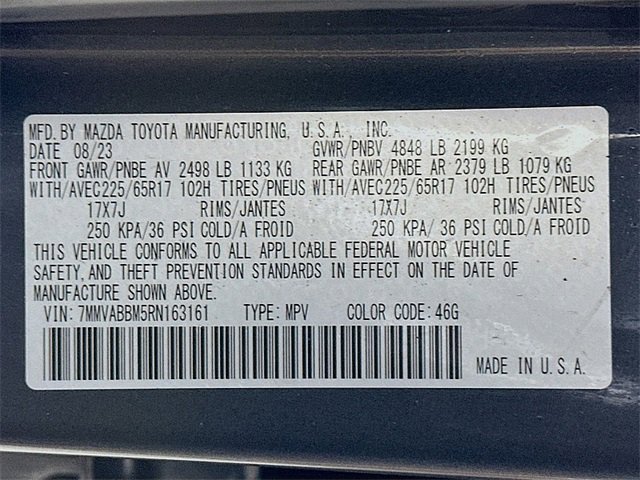 MFD. BY MAZDA TOYOTA MANUFACTURING, U.S.A., INC.
DATE 08/23 GVWR/PNBV 4848 LB 2199 KG
FRONT GAWR/PNBE AV 2498 LB 1133 KG REAR GAWR/PNBE AR 2379 LB 1079 KG
WITH/AVEC225/65R17 102H TIRES/PNEUS WITH/AVEC225/65R17 102H TIRES/PNEUS
17X7J RIMS/JANTES 17X7J RIMS/JANTES
250 KPA/36 PSI COLD/A FROID 250 KPA/ 36 PSI COLD/A FROID
THIS VEHICLE CONFORMS TO ALL APPLICABLE FEDERAL MOTOR VEHICLE
SAFETY, AND THEFT PREVENTION STANDARDS IN EFFECT ON THE DATE OF
MANUFACTURE SHOWN ABOVE.
VIN: 7MMVABBM5RN163161 TYPE: MPV COLOR CODE: 46G
MADE IN U.S.A.